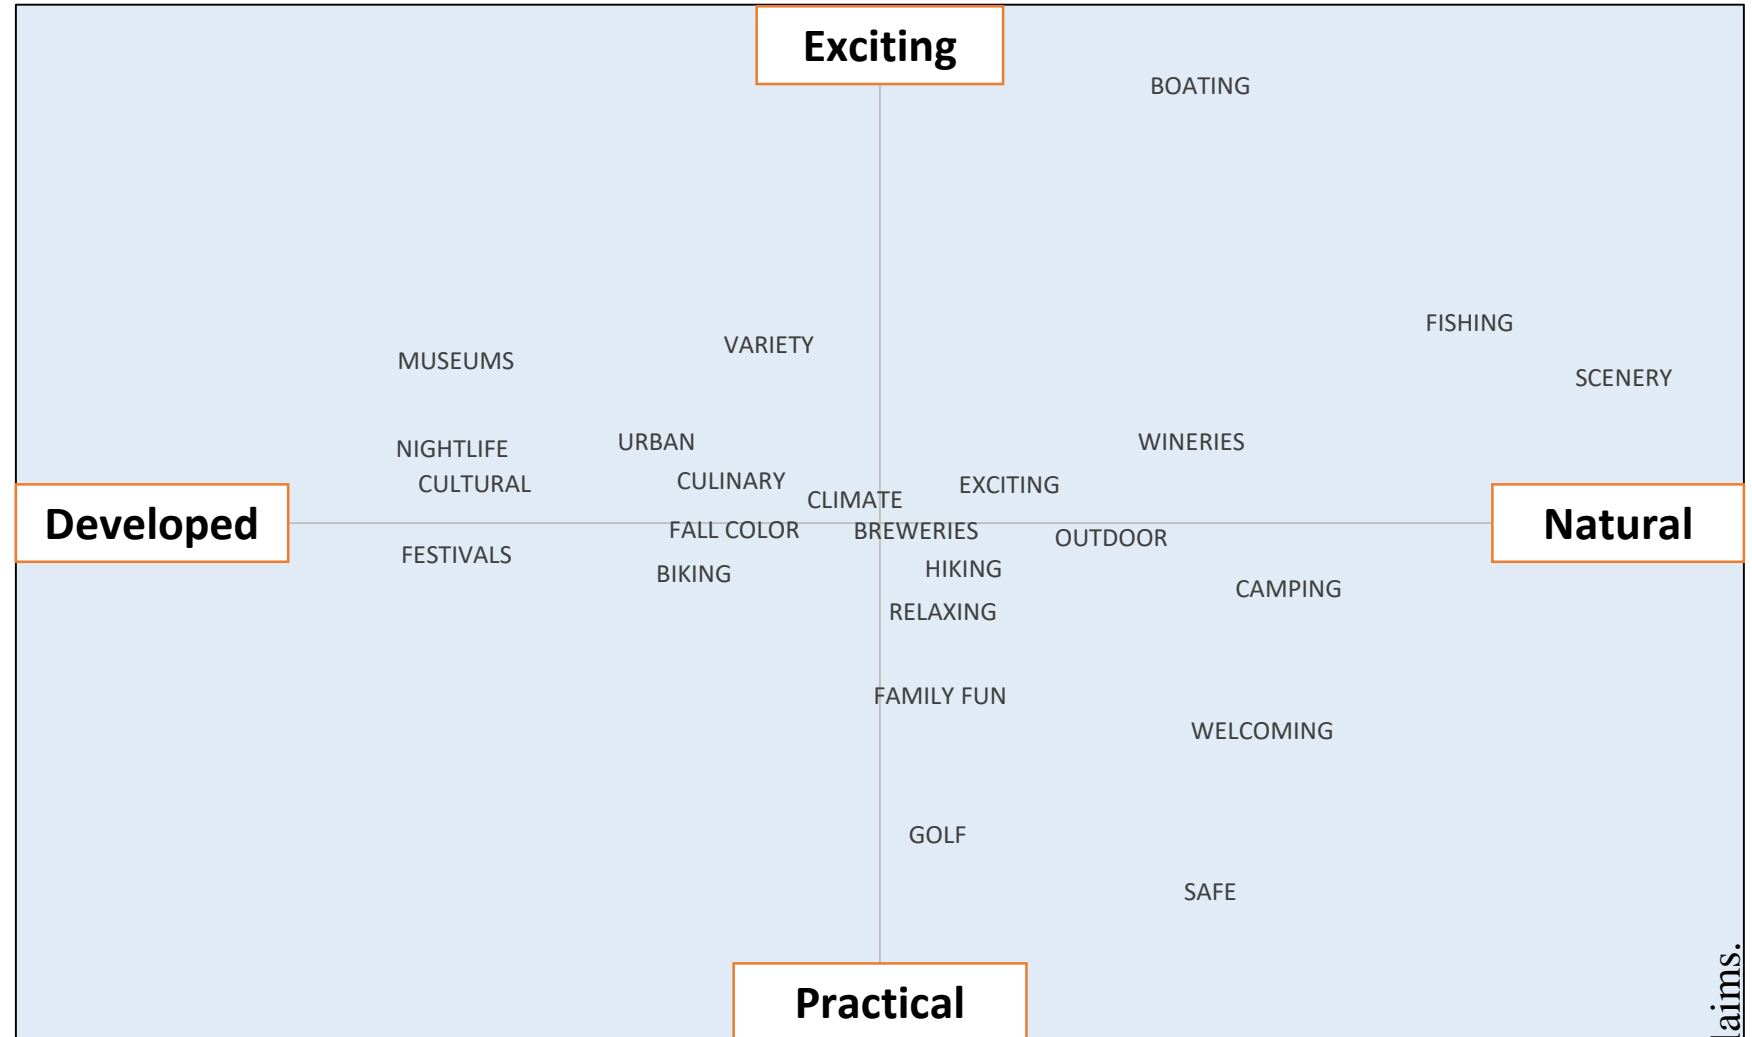 Exciting
BOATING
FISHING
VARIETY
MUSEUMS
SCENERY
URBAN
WINERIES
NIGHTLIFE
CULINARY
CULTURAL
EXCITING
CLIMATE
Developed
Natural
FALL COLOR
BREWERIES
OUTDOOR
FESTIVALS
HIKING
BIKING
CAMPING
RELAXING
FAMILY FUN
WELCOMING
GOLF
SAFE
Practical